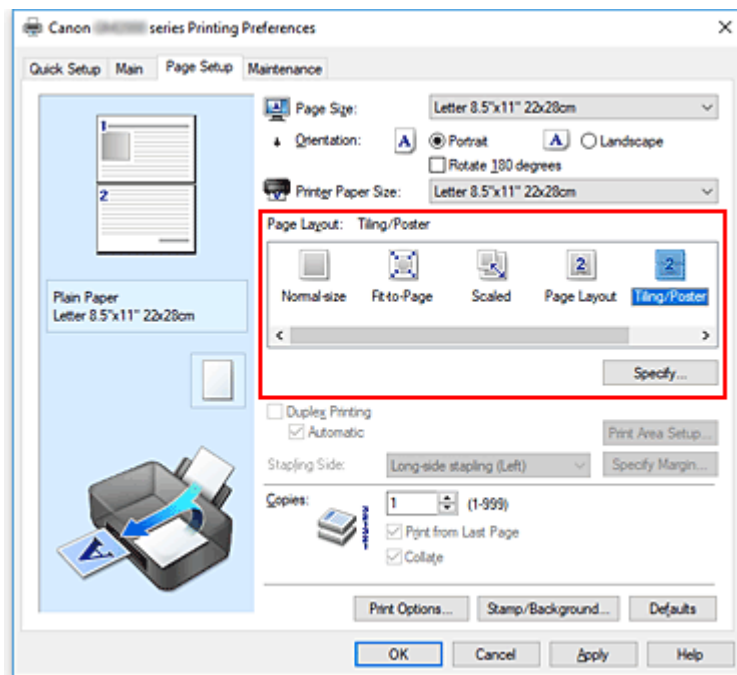 Canon series Printing Preferences
Quick Setup Main Page Setup Maintenance
1
2
Plain Paper
Letter 8.5"x11" 22x28cm
Page Size: Letter 8.5"x11" 22x28cm
Orientation: A Portrait A Landscape
Rotate 180 degrees
Printer Paper Size: Letter 8.5"x11" 22x28cm
Page Layout: Tiling/Poster
2 2
Normal-size Fit-to-Page Scaled Page Layout Tiling/Poster
Specify...
Duplex Printing
Automatic
Print Area Setup...
Stapling Side: Long-side stapling (Left) Specify Margin...
Copies: 1 (1-999)
Print from Last Page
Collate
A
Print Options... Stamp/Background... Defaults
OK Cancel Apply Help